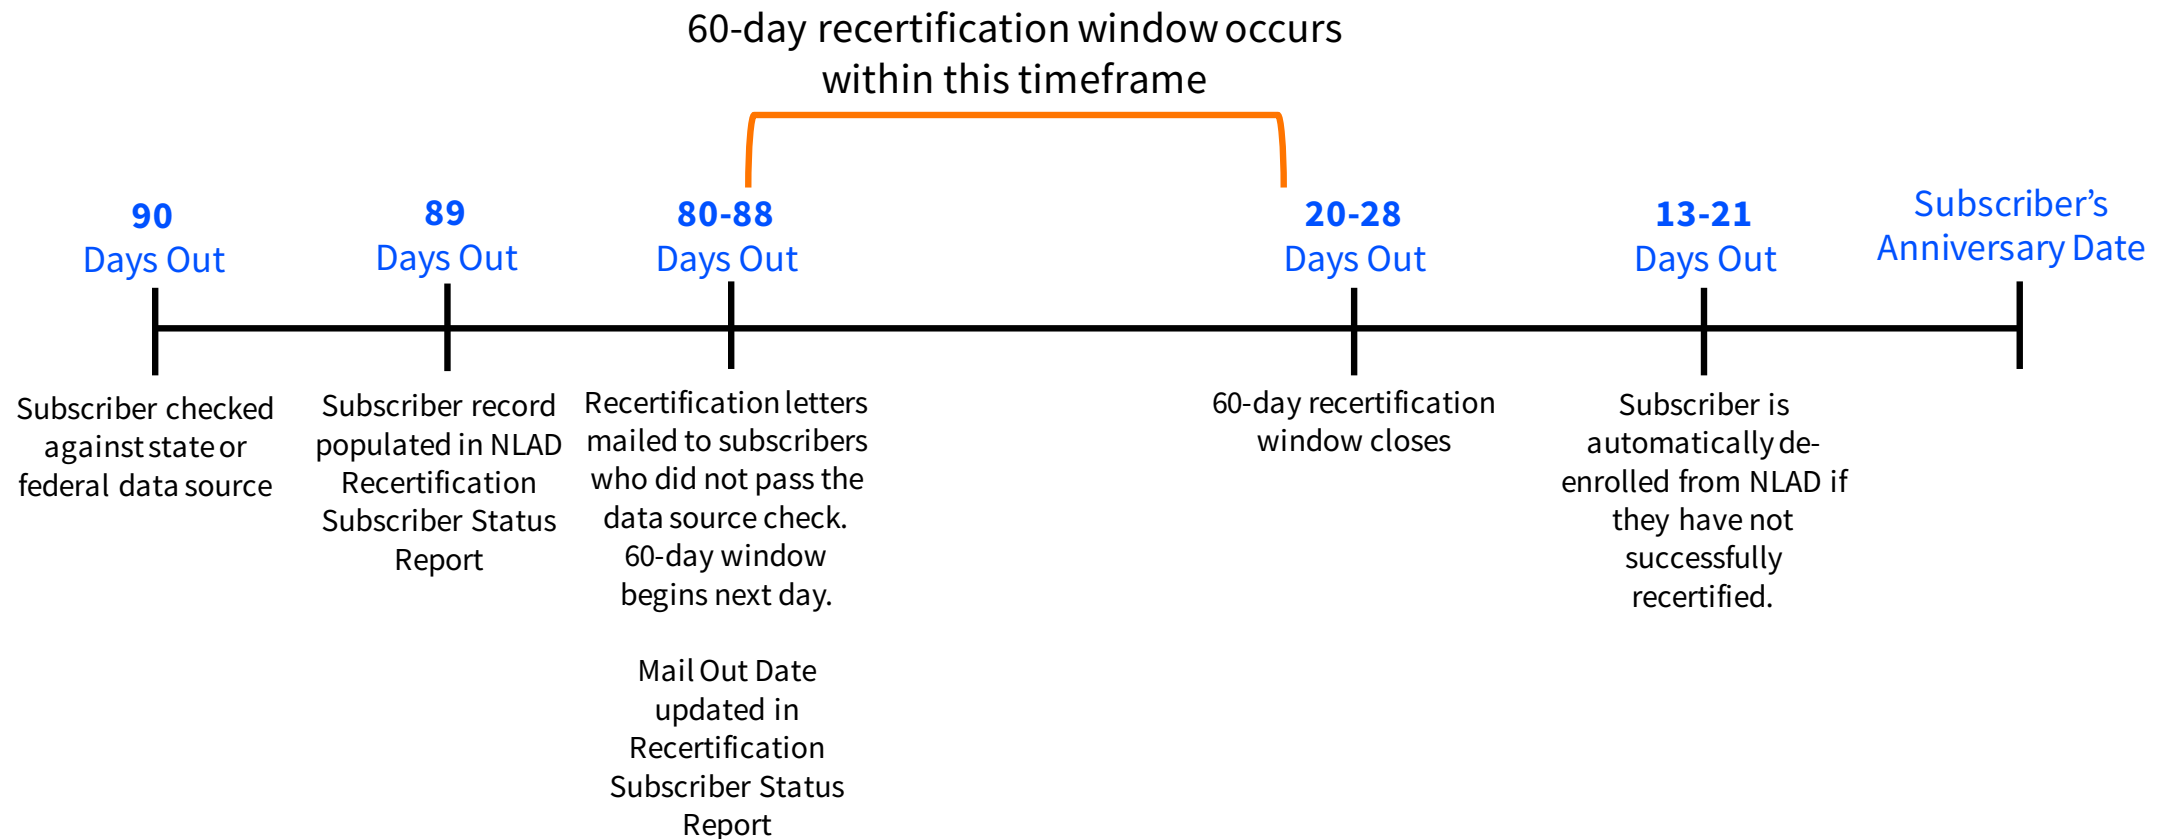 60-day recertification window occurs
within this timeframe
90
Days Out
89
Days Out
80-88
Days Out
20-28
Days Out
13-21
Days Out
Subscriber’s
Anniversary Date
Subscriber checked
against state or
federal data source
Subscriber record
populated in NLAD
Recertification
Subscriber Status
Report
Recertification letters
mailed to subscribers
who did not pass the
data source check.
60-day window
begins next day.
Mail Out Date
updated in
Recertification
Subscriber Status
Report
60-day recertification
window closes
Subscriber is
automatically de-
enrolled from NLAD if
they have not
successfully
recertified.